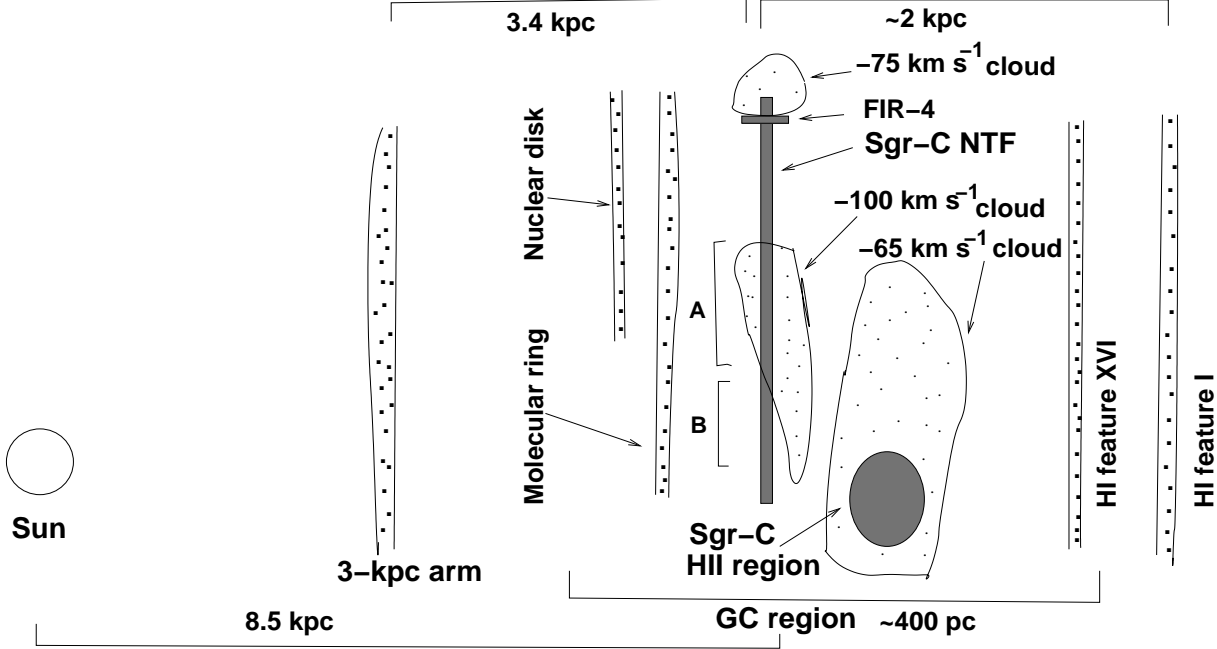 3.4 kpc
~2 kpc
−75 km s−1 cloud
FIR−4
Sgr−C NTF
Nuclear disk
−100 km s−1 cloud
−65 km s−1 cloud
A
B
Molecular ring
HI feature XVI
HI feature I
Sun
3−kpc arm
Sgr−C
HII region
8.5 kpc
GC region ~400 pc